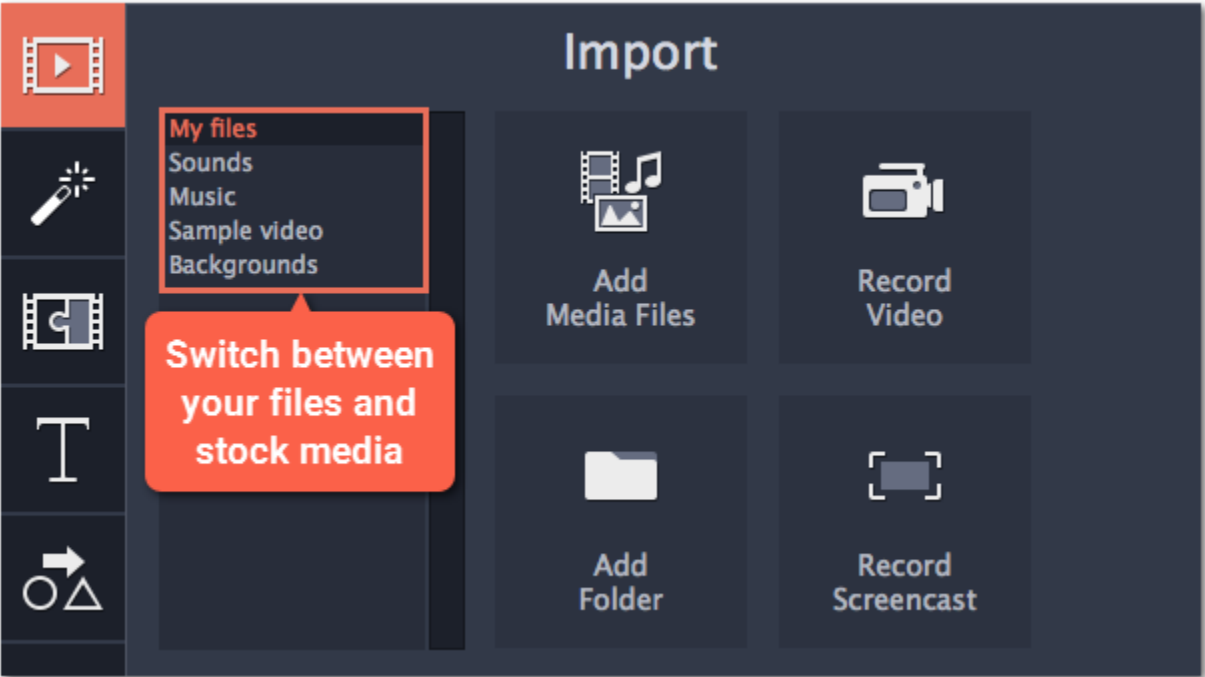 Import
My files
Sounds
Music
Sample video
Backgrounds
Switch between
your files and
stock media
Add
Media Files
Record
Video
Add
Folder
Record
Screencast